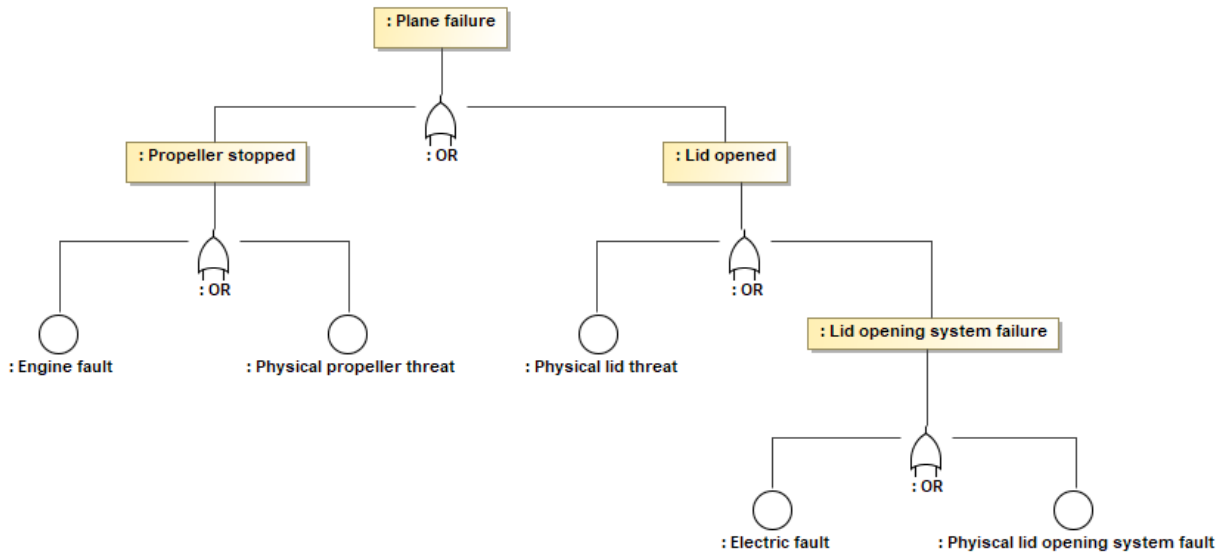 : Plane failure
: OR
: Propeller stopped
: Lid opened
: OR
: OR
: Engine fault
: Physical propeller threat
: Physical lid threat
: Lid opening system failure
: OR
: Electric fault
: Phyiscal lid opening system fault